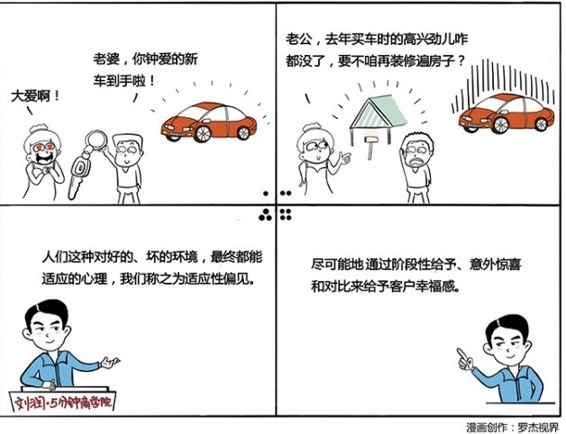 老婆，你钟爱的新
车到手啦！
大爱啊！
老公，去年买车时的高兴劲儿咋
都没了，要不咱再装修遍房子？
人们这种对好的、坏的环境，最终都能
适应的心理，我们称之为适应性偏见。
刘润·5分钟商学院
尽可能地通过阶段性给予、意外惊喜
和对比来给予客户幸福感。
漫画创作：罗杰视界